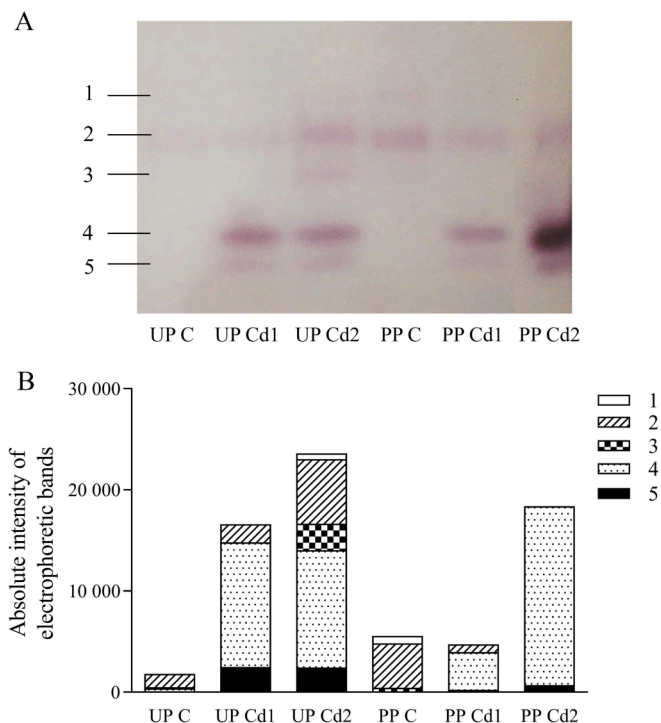 A
1
2
3
4
5
UP C UP Cd1 UP Cd2 PP C PP Cd1 PP Cd2
B
Absolute intensity of
electrophoretic bands
30 000
20 000
10 000
0
UP C UP Cd1 UP Cd2 PP C PP Cd1 PP Cd2
1
2
3
4
5